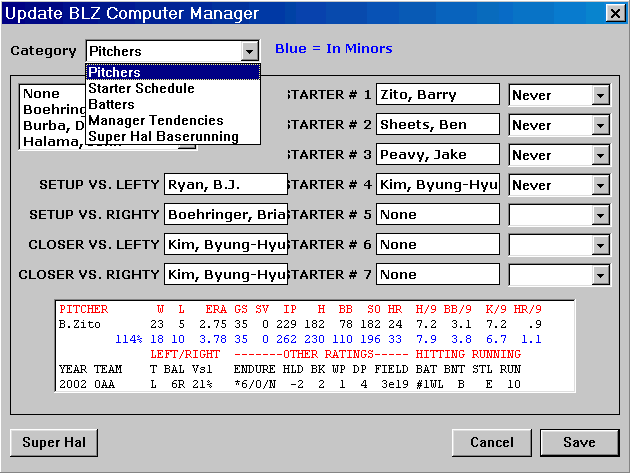 Update BLZ Computer Manager
Category Pitchers Blue = In Minors
Pitchers
Starter Schedule
Batters
Manager Tendencies
Super Hal Baserunning
None
Boehring
Burba, D
Halama,
STARTER # 1 Zito, Barry Never
STARTER # 2 Sheets, Ben Never
STARTER # 3 Peavy, Jake Never
SETUP VS. LEFTY Ryan, B.J. STARTER # 4 Kim, Byung-Hyu Never
SETUP VS. RIGHTY Boehringer, Bria STARTER # 5 None
CLOSER VS. LEFTY Kim, Byung-Hyu STARTER # 6 None
CLOSER VS. RIGHTY Kim, Byung-Hyu STARTER # 7 None
PITCHER W L ERA GS SV IP H BB SO HR H/9 BB/9 K/9 HR/9
B.Zito 23 5 2.75 35 0 229 182 78 182 24 7.2 3.1 7.2 .9
114% 18 10 3.78 35 0 262 230 110 196 33 7.9 3.8 6.7 1.1
LEFT/RIGHT -------OTHER RATINGS----- HITTING RUNNING
YEAR TEAM T BAL Vsl ENDURE HLD BK WP DP FIELD BAT BNT STL RUN
2002 OAA L 6R 21% *6/0/N -2 2 1 4 3e19 #1WL B E 10
Super Hal Cancel Save